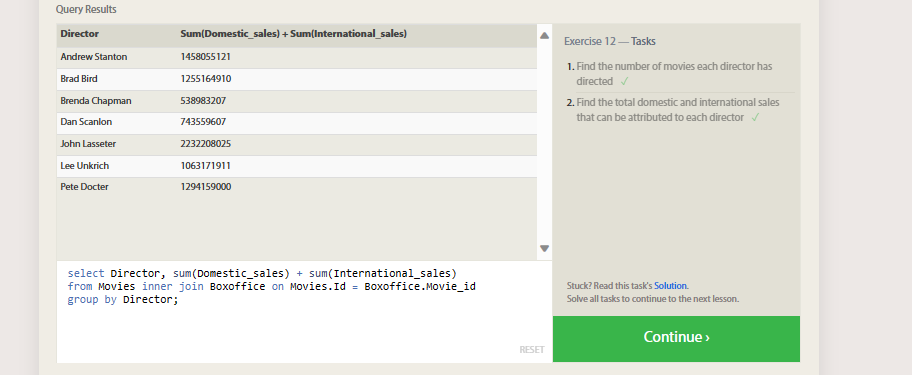 Query Results
Director Sum(Domestic_sales) + Sum(International_sales)
Andrew Stanton 1458055121
Brad Bird 1255164910
Brenda Chapman 538983207
Dan Scanlon 743559607
John Lasseter 2232208025
Lee Unkrich 1063171911
Pete Docter 1294159000
select Director, sum(Domestic_sales) + sum(International_sales)
from Movies inner join Boxoffice on Movies.Id = Boxoffice.Movie_id
group by Director;
RESET
Exercise 12 — Tasks
1. Find the number of movies each director has
directed ✓
2. Find the total domestic and international sales
that can be attributed to each director ✓
Stuck? Read this task's Solution.
Solve all tasks to continue to the next lesson.
Continue ›